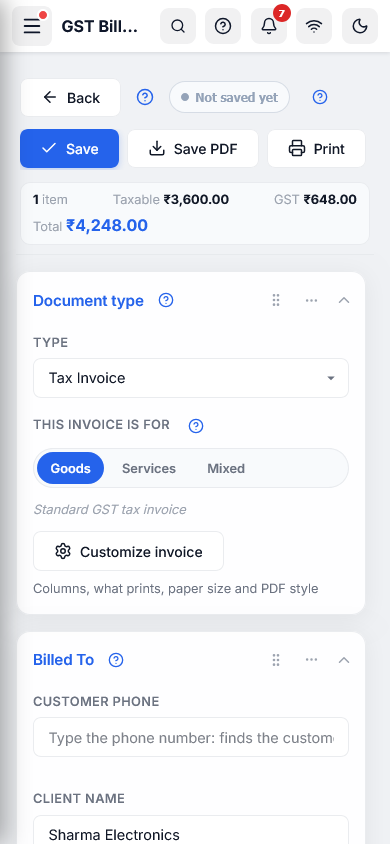 GST Bill...
7
Back
Not saved yet
Save
Save PDF
Print
1 item Taxable ₹3,600.00 GST ₹648.00
Total ₹4,248.00
Document type
TYPE
Tax Invoice
THIS INVOICE IS FOR
Goods Services Mixed
Standard GST tax invoice
Customize invoice
Columns, what prints, paper size and PDF style
Billed To
CUSTOMER PHONE
Type the phone number: finds the custom
CLIENT NAME
Sharma Electronics